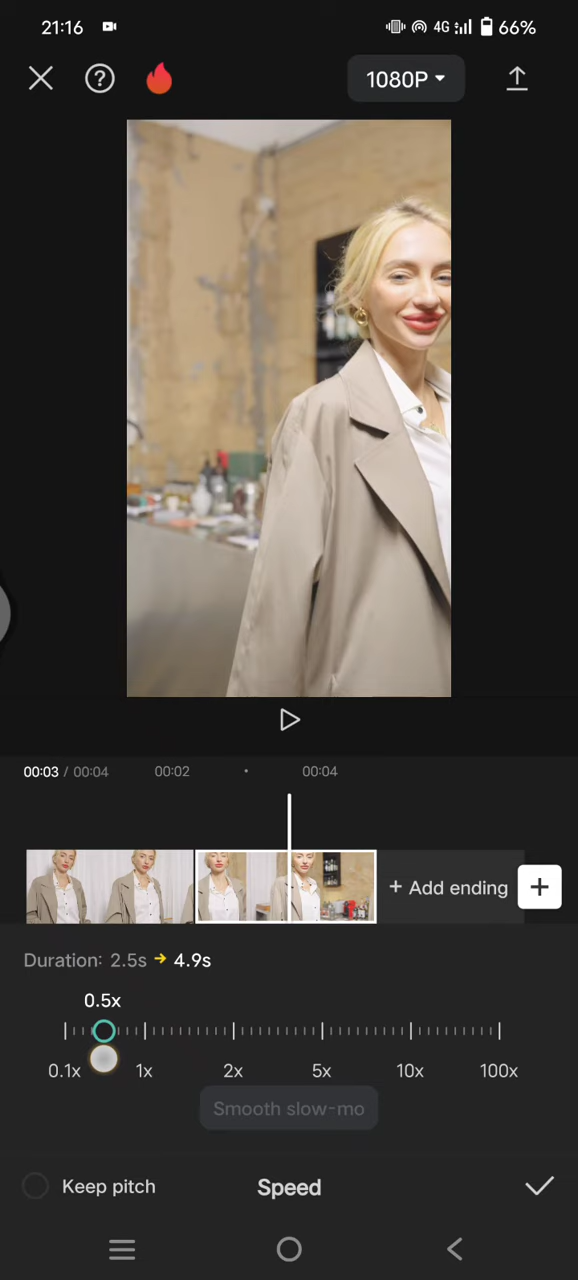 21:16 4G 66%
1080P
00:03 / 00:04 00:02 00:04
+ Add ending
Duration: 2.5s → 4.9s
0.5x
0.1x 1x 2x 5x 10x 100x
Smooth slow-mo
Keep pitch Speed